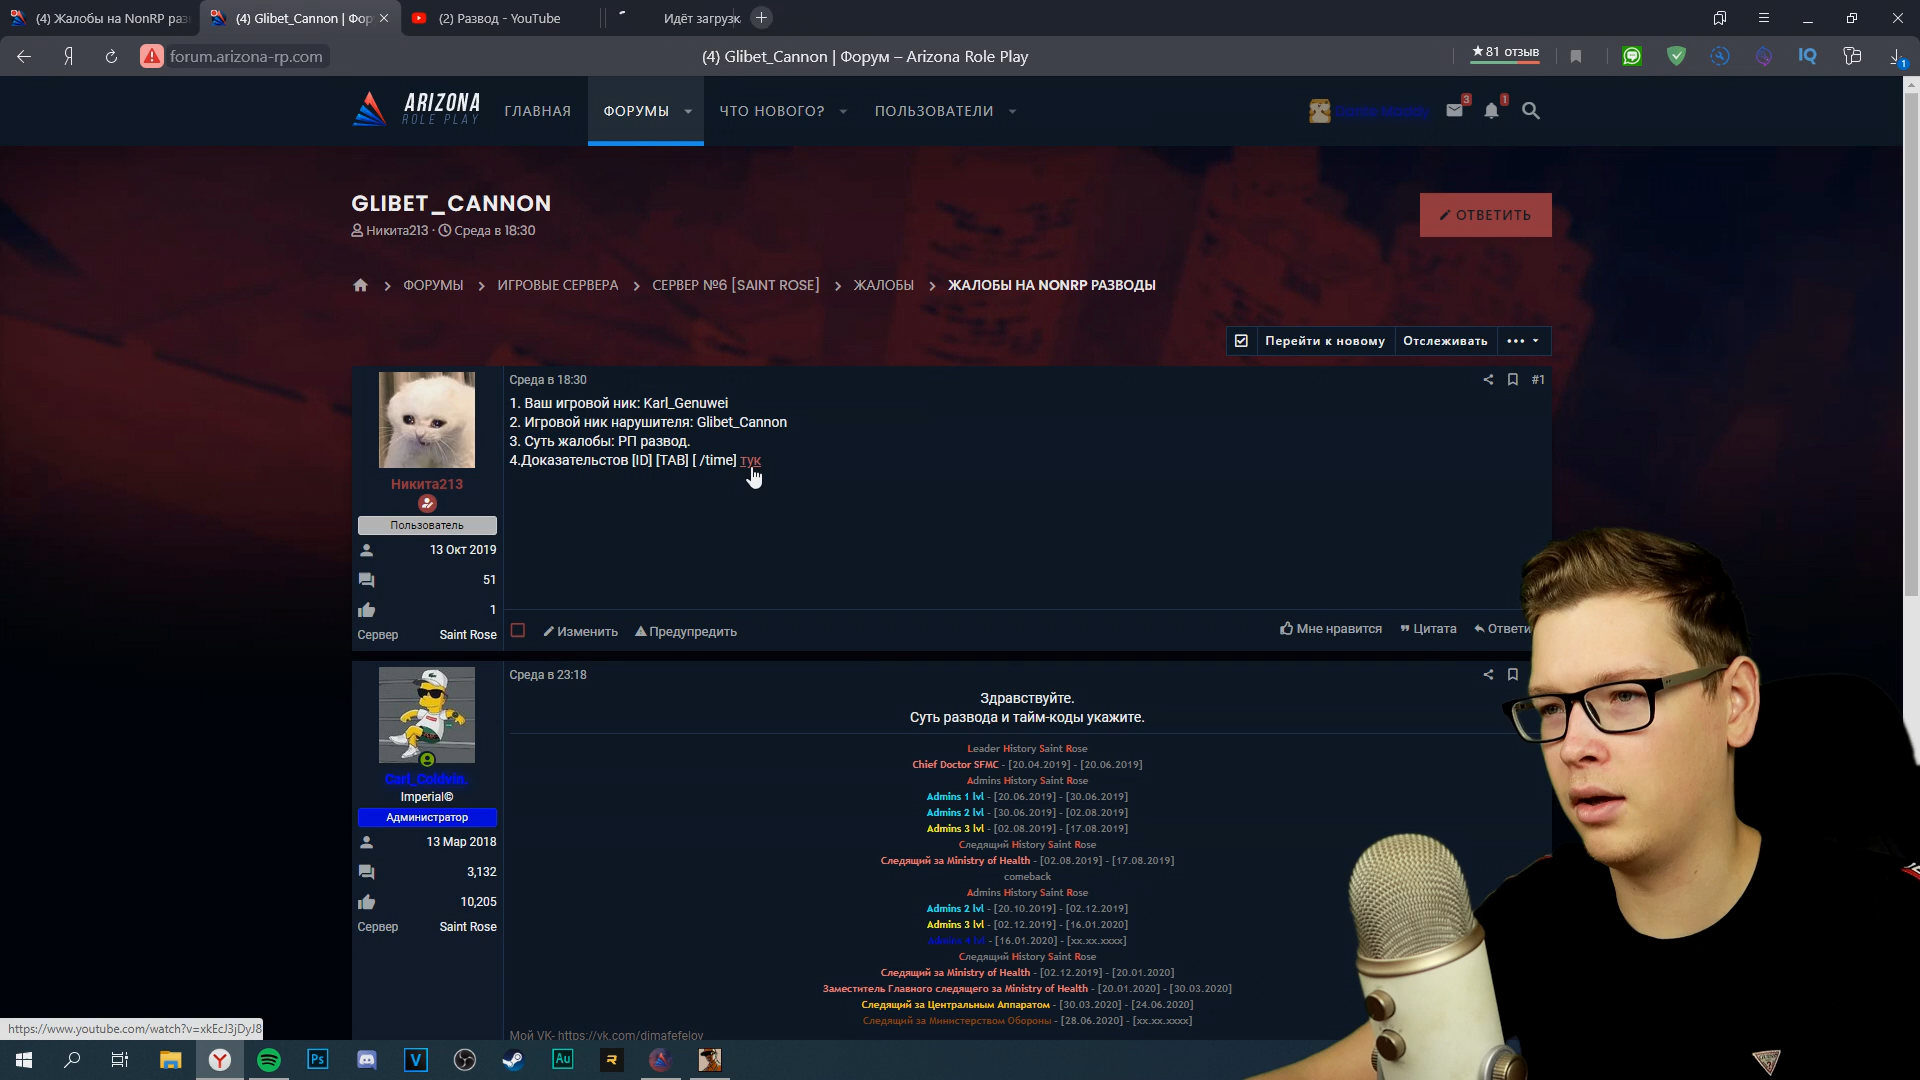 (4) Жалобы на NonRP раз
(4) Glibet_Cannon | Фор
(2) Развод - YouTube
Идёт загрузк
forum.arizona-rp.com
(4) Glibet_Cannon | Форум – Arizona Role Play
★ 81 отзыв
ARIZONA
ROLE PLAY
ГЛАВНАЯ
ФОРУМЫ
ЧТО НОВОГО?
ПОЛЬЗОВАТЕЛИ
3
1
GLIBET_CANNON
Никита213 · Среда в 18:30
ОТВЕТИТЬ
ФОРУМЫ > ИГРОВЫЕ СЕРВЕРА > СЕРВЕР №6 [SAINT ROSE] > ЖАЛОБЫ > ЖАЛОБЫ НА NONRP РАЗВОДЫ
Перейти к новому
Отслеживать
Среда в 18:30
#1
1. Ваш игровой ник: Karl_Genuwei
2. Игровой ник нарушителя: Glibet_Cannon
3. Суть жалобы: РП развод.
4.Доказательстов [ID] [TAB] [ /time] тук
Никита213
Пользователь
13 Окт 2019
51
1
Сервер Saint Rose
Изменить
Предупредить
Мне нравится
Цитата
Ответи
Среда в 23:18
Здравствуйте.
Суть развода и тайм-коды укажите.
Carl_Coldvin.
Imperial©
Администратор
13 Мар 2018
3,132
10,205
Сервер Saint Rose
Leader History Saint Rose
Chief Doctor SFMC - [20.04.2019] - [20.06.2019]
Admins History Saint Rose
Admins 1 lvl - [20.06.2019] - [30.06.2019]
Admins 2 lvl - [30.06.2019] - [02.08.2019]
Admins 3 lvl - [02.08.2019] - [17.08.2019]
Следящий History Saint Rose
Следящий за Ministry of Health - [02.08.2019] - [17.08.2019]
comeback
Admins History Saint Rose
Admins 2 lvl - [20.10.2019] - [02.12.2019]
Admins 3 lvl - [02.12.2019] - [16.01.2020]
Admins 4 lvl - [16.01.2020] - [xx.xx.xxxx]
Следящий History Saint Rose
Следящий за Ministry of Health - [02.12.2019] - [20.01.2020]
Заместитель Главного следящего за Ministry of Health - [20.01.2020] - [30.03.2020]
Следящий за Центральным Аппаратом - [30.03.2020] - [24.06.2020]
Следящий за Министерством Обороны - [28.06.2020] - [xx.xx.xxxx]
Мой VK- https://vk.com/dimafefelov
https://www.youtube.com/watch?v=xkEcJ3jDyJ8